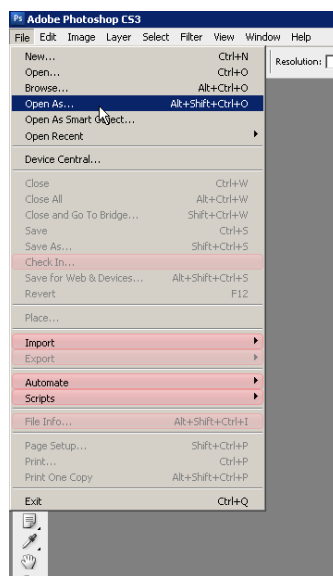 Ps Adobe Photoshop CS3
File Edit Image Layer Select Filter View Window Help
Resolution:
New... Ctrl+N
Open... Ctrl+O
Browse... Alt+Ctrl+O
Open As... Alt+Shift+Ctrl+O
Open As Smart Object...
Open Recent
Device Central...
Close Ctrl+W
Close All Alt+Ctrl+W
Close and Go To Bridge... Shift+Ctrl+W
Save Ctrl+S
Save As... Shift+Ctrl+S
Check In...
Save for Web & Devices... Alt+Shift+Ctrl+S
Revert F12
Place...
Import
Export
Automate
Scripts
File Info... Alt+Shift+Ctrl+I
Page Setup... Shift+Ctrl+P
Print... Ctrl+P
Print One Copy Alt+Shift+Ctrl+P
Exit Ctrl+Q